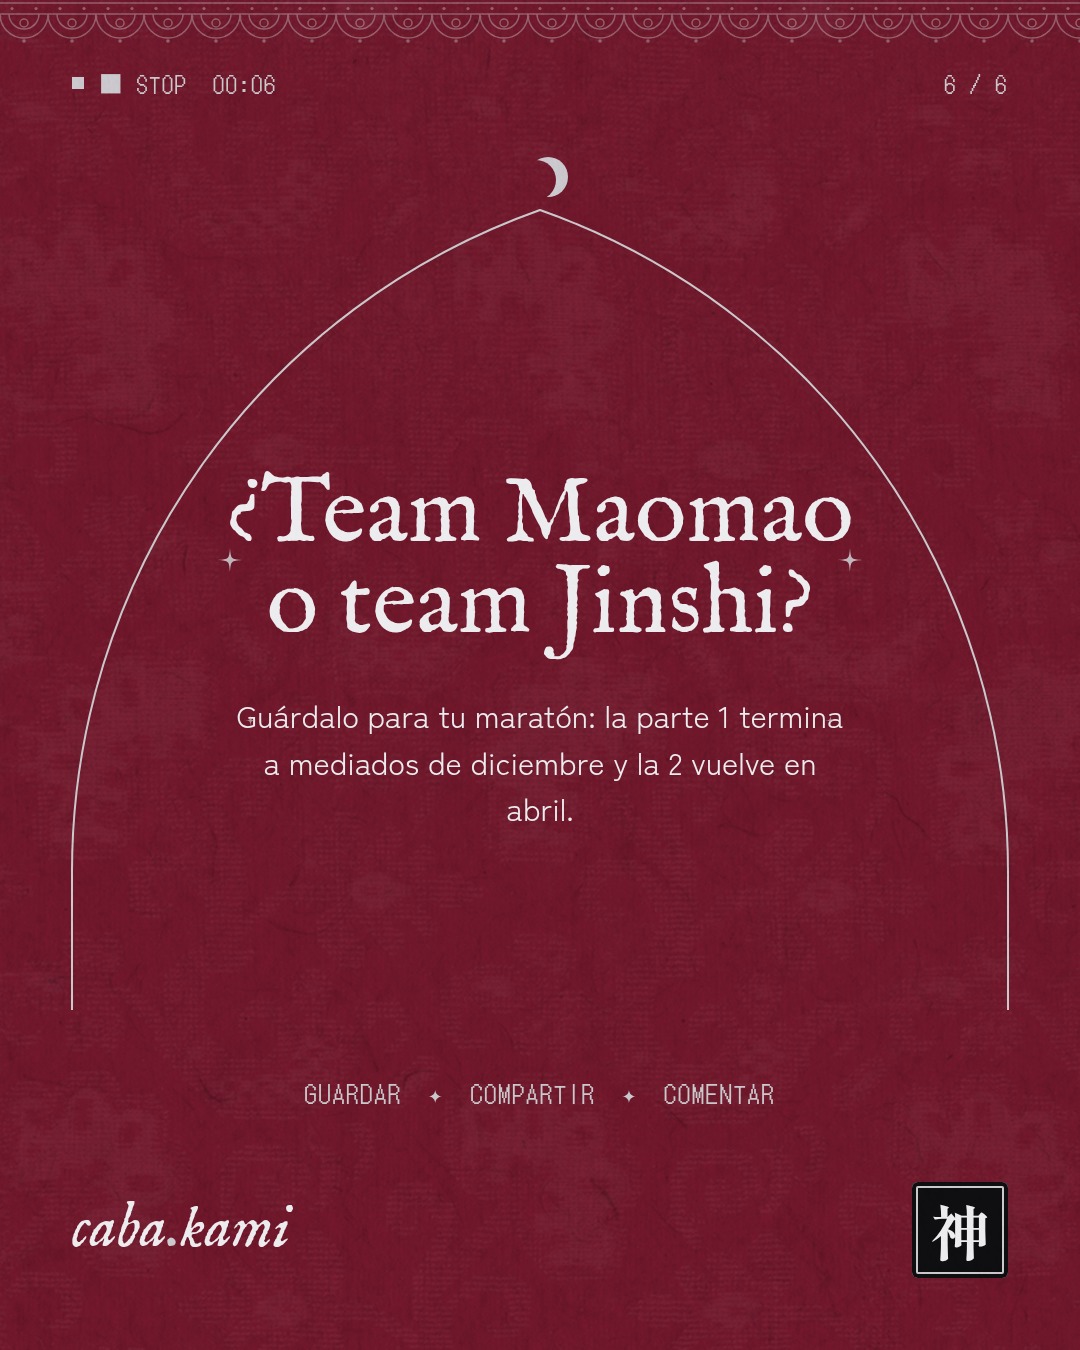 STOP 00:06
6 / 6
¿Team Maomao
o team Jinshi?
Guárdalo para tu maratón: la parte 1 termina
a mediados de diciembre y la 2 vuelve en
abril.
GUARDAR ✦ COMPARTIR ✦ COMENTAR
caba.kami
神